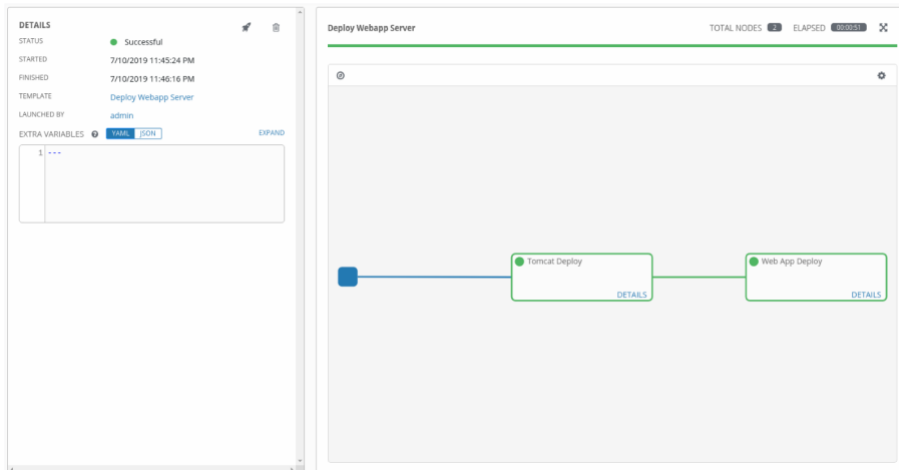 DETAILS
STATUS Successful
STARTED 7/10/2019 11:45:24 PM
FINISHED 7/10/2019 11:46:16 PM
TEMPLATE Deploy Webapp Server
LAUNCHED BY admin
EXTRA VARIABLES YAML JSON EXPAND
1 ---
Deploy Webapp Server TOTAL NODES 2 ELAPSED 00:00:51
Tomcat Deploy
DETAILS
Web App Deploy
DETAILS